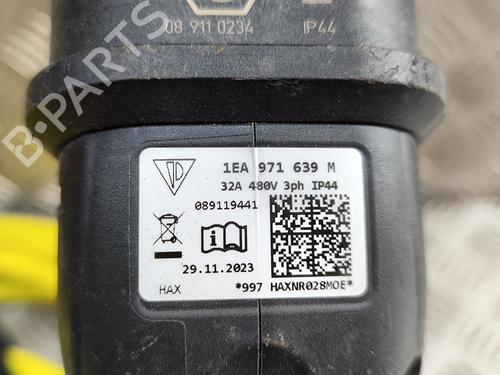 08 911 0234 IP44
1EA 971 639 M
32A 480V 3ph IP44
089119441
29.11.2023
HAX *997 HAXNR028MOE*
B-PARTS